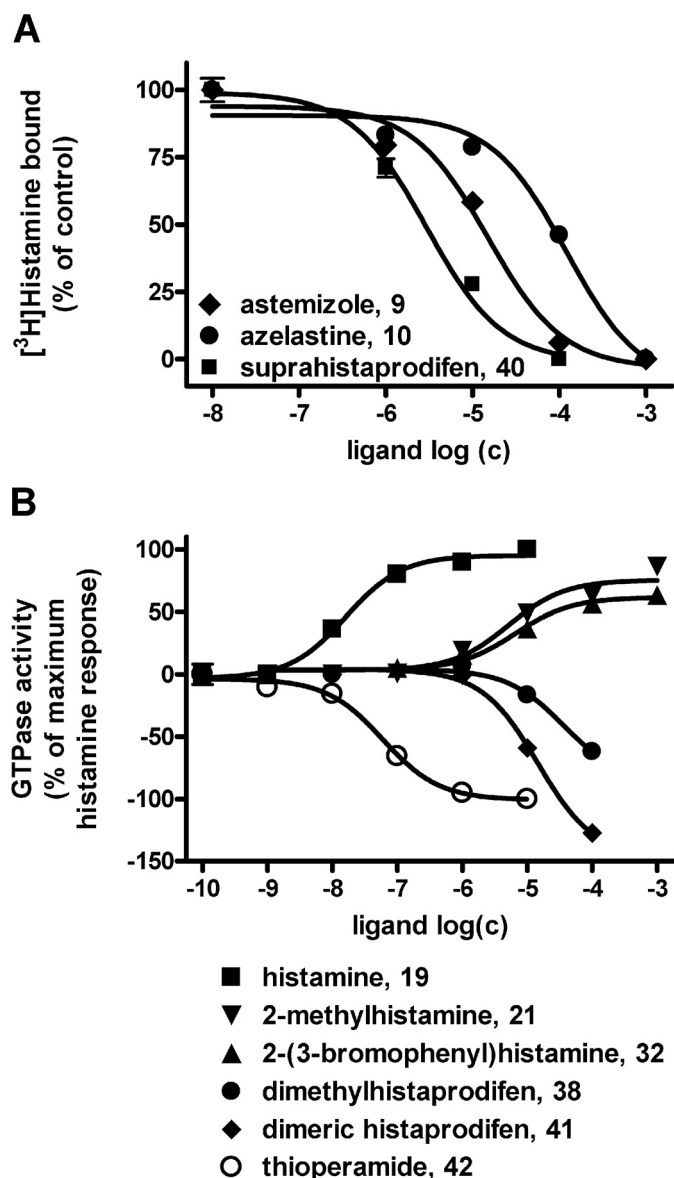 A
[³H]Histamine bound
(% of control)
100
75
50
25
0
astemizole, 9
azelastine, 10
suprahistaprodifen, 40
-8 -7 -6 -5 -4 -3
ligand log (c)
B
GTPase activity
(% of maximum
histamine response)
100
50
0
-50
-100
-150
-10 -9 -8 -7 -6 -5 -4 -3
ligand log(c)
histamine, 19
2-methylhistamine, 21
2-(3-bromophenyl)histamine, 32
dimethylhistaprodifen, 38
dimeric histaprodifen, 41
thioperamide, 42